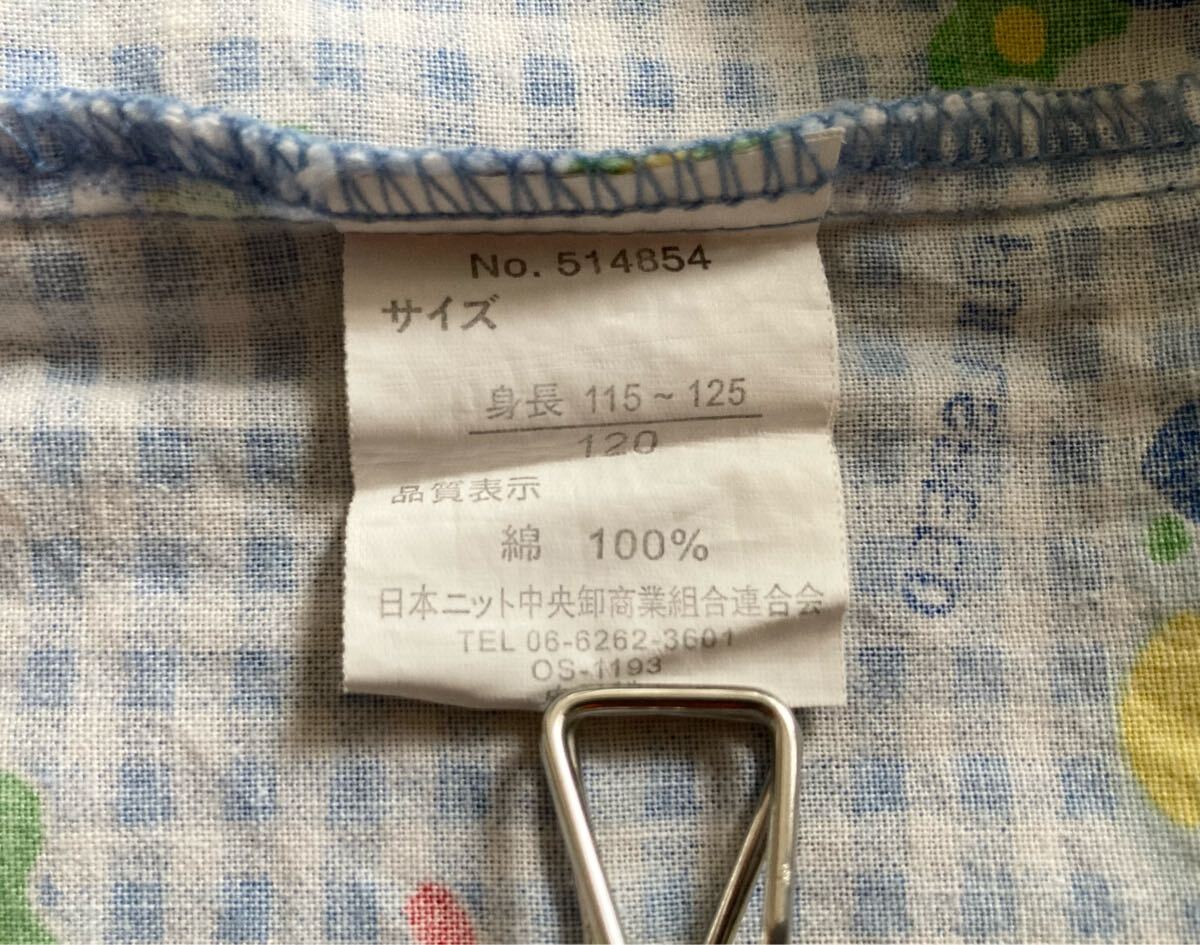 No. 514854
サイズ
身長 115~125
120
品質表示
綿 100%
日本ニット中央卸商業組合連合会
TEL 06-6262-3601
OS-1193